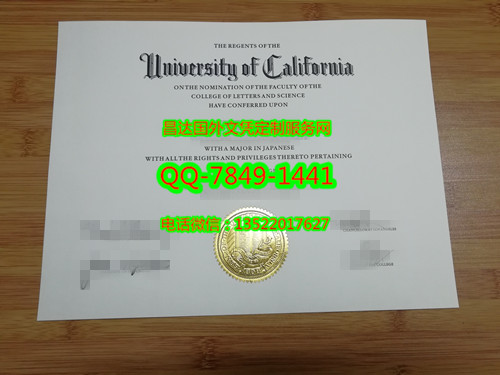 THE REGENTS OF THE
University of California
ON THE NOMINATION OF THE FACULTY OF THE
COLLEGE OF LETTERS AND SCIENCE
HAVE CONFERRED UPON
昌达国外文凭定制服务网
WITH A MAJOR IN JAPANESE
WITH ALL THE RIGHTS AND PRIVILEGES THERETO PERTAINING
QQ-7849-1441
电话微信：13522017627